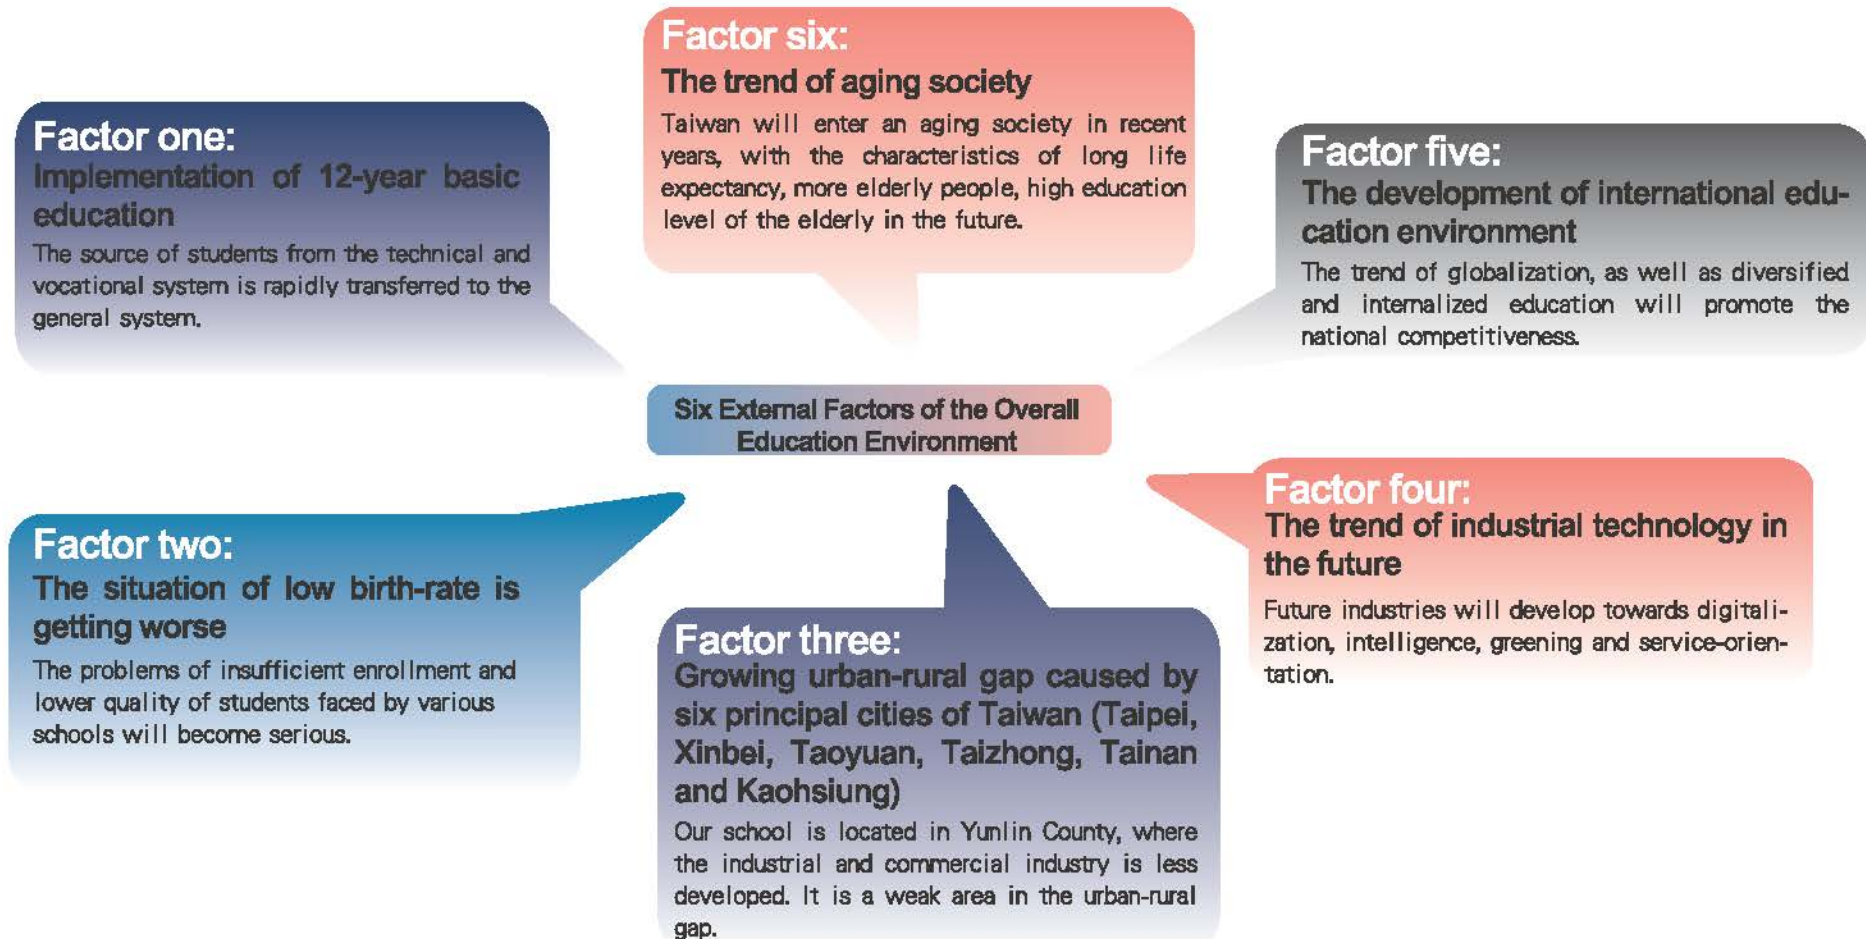 Factor six:
The trend of aging society
Taiwan will enter an aging society in recent
years, with the characteristics of long life
expectancy, more elderly people, high education
level of the elderly in the future.
Factor one:
Implementation of 12-year basic
education
The source of students from the technical and
vocational system is rapidly transferred to the
general system.
Factor five:
The development of international edu-
cation environment
The trend of globalization, as well as diversified
and internalized education will promote the
national competitiveness.
Six External Factors of the Overall
Education Environment
Factor two:
The situation of low birth-rate is
getting worse
The problems of insufficient enrollment and
lower quality of students faced by various
schools will become serious.
Factor three:
Growing urban-rural gap caused by
six principal cities of Taiwan (Taipei,
Xinbei, Taoyuan, Taizhong, Tainan
and Kaohsiung)
Our school is located in Yunlin County, where
the industrial and commercial industry is less
developed. It is a weak area in the urban-rural
gap.
Factor four:
The trend of industrial technology in
the future
Future industries will develop towards digitali-
zation, intelligence, greening and service-orien-
tation.